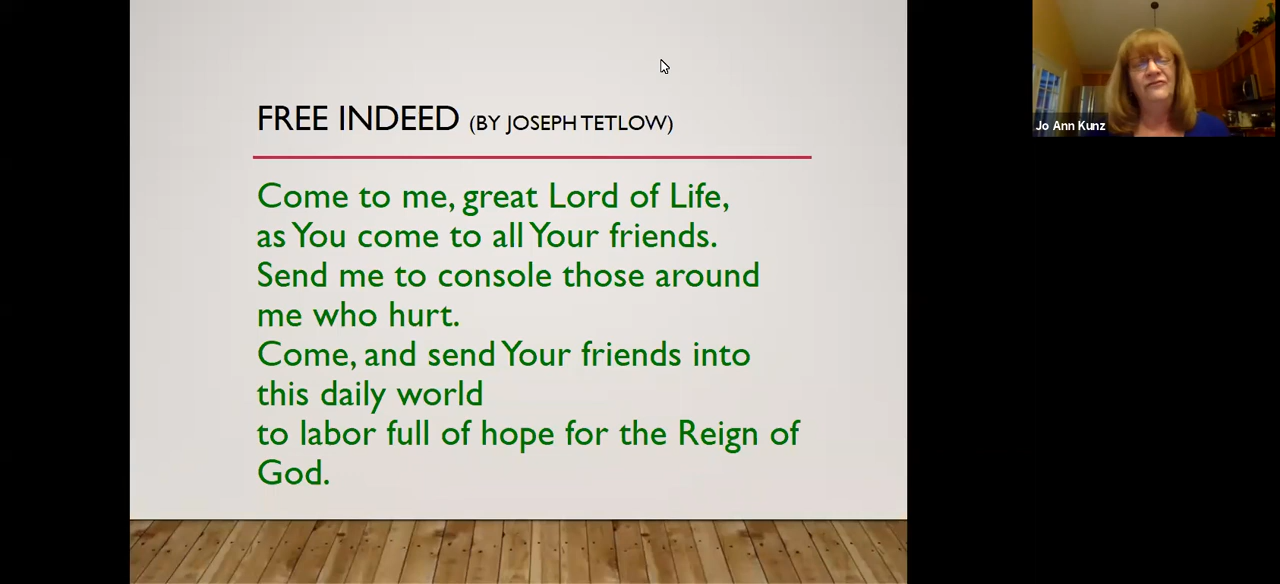 FREE INDEED (BY JOSEPH TETLOW)
Come to me, great Lord of Life,
as You come to all Your friends.
Send me to console those around
me who hurt.
Come, and send Your friends into
this daily world
to labor full of hope for the Reign of
God.
Jo Ann Kunz